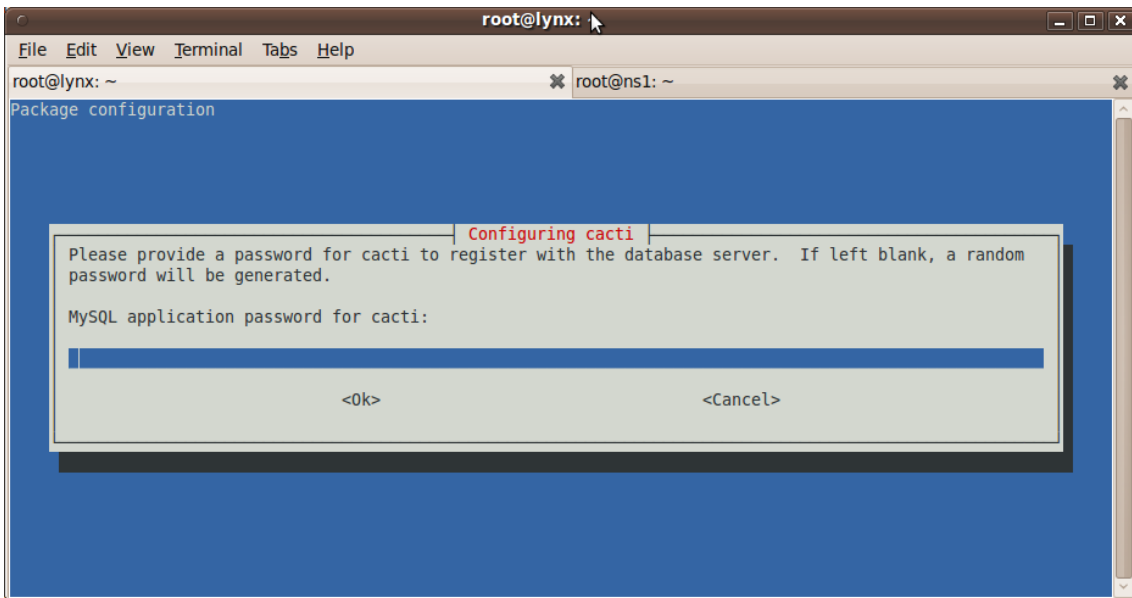 root@lynx: ~
File Edit View Terminal Tabs Help
root@lynx: ~ root@ns1: ~
Package configuration
Configuring cacti
Please provide a password for cacti to register with the database server.  If left blank, a random
password will be generated.
MySQL application password for cacti:
<Ok> <Cancel>